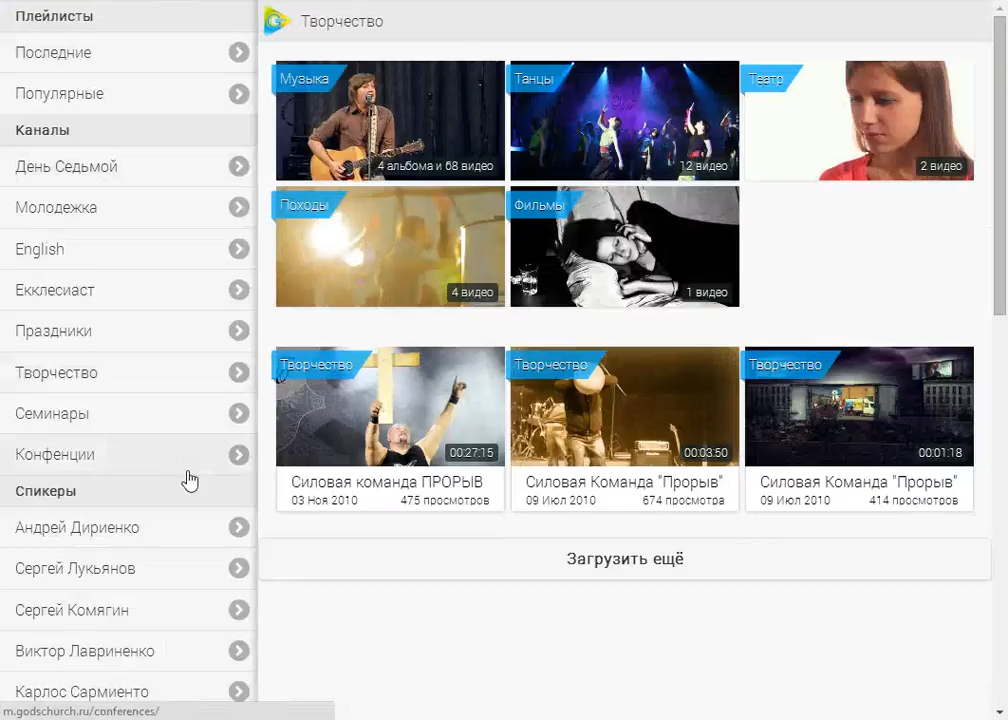 Плейлисты
Последние
Популярные
Каналы
День Седьмой
Молодежка
English
Екклесиаст
Праздники
Творчество
Семинары
Конфенции
Спикеры
Андрей Дириенко
Сергей Лукьянов
Сергей Комягин
Виктор Лавриненко
Карлос Сармиенто
m.godschurch.ru/conferences/
Творчество
Музыка
4 альбома и 68 видео
Танцы
12 видео
Театр
2 видео
Походы
4 видео
Фильмы
1 видео
Творчество
00:27:15
Силовая команда ПРОРЫВ
03 Ноя 2010 475 просмотров
Творчество
00:03:50
Силовая Команда "Прорыв"
09 Июл 2010 674 просмотра
Творчество
00:01:18
Силовая Команда "Прорыв"
09 Июл 2010 414 просмотров
Загрузить ещё